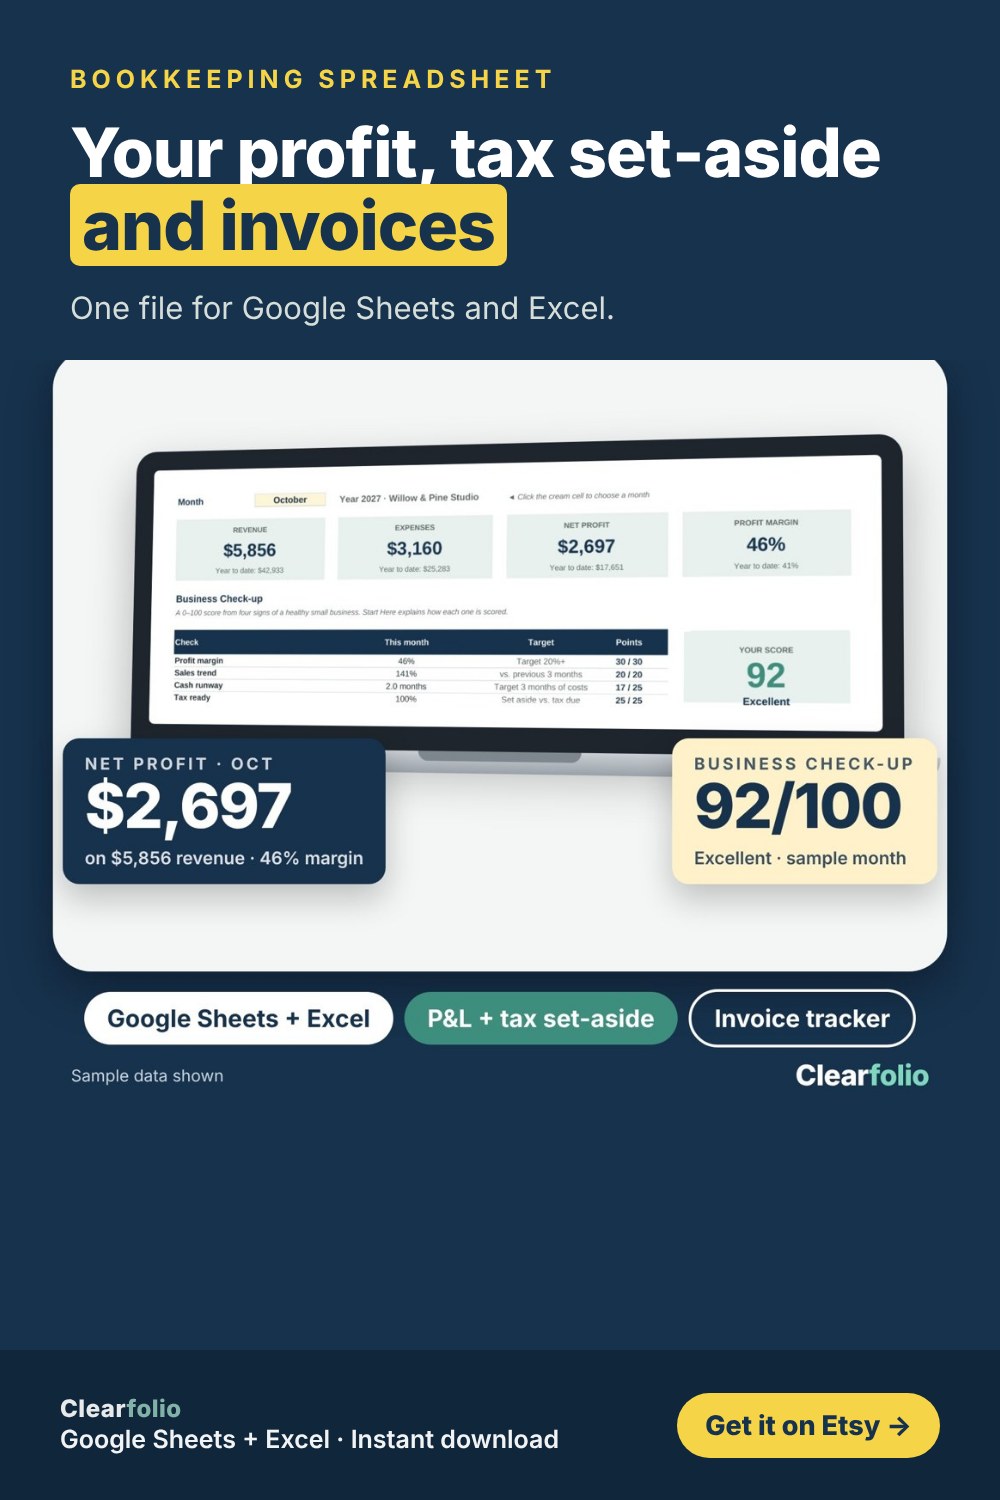 BOOKKEEPING SPREADSHEET
Your profit, tax set-aside
and invoices
One file for Google Sheets and Excel.
Month October Year 2027 · Willow & Pine Studio ◄ Click the cream cell to choose a month
REVENUE EXPENSES NET PROFIT PROFIT MARGIN
$5,856 $3,160 $2,697 46%
Year to date: $42,933 Year to date: $25,283 Year to date: $17,651 Year to date: 41%
Business Check-up
A 0–100 score from four signs of a healthy small business. Start Here explains how each one is scored.
Check This month Target Points
Profit margin 46% Target 20%+ 30 / 30
Sales trend 141% vs. previous 3 months 20 / 20
Cash runway 2.0 months Target 3 months of costs 17 / 25
Tax ready 100% Set aside vs. tax due 25 / 25
YOUR SCORE
92
Excellent
NET PROFIT · OCT
$2,697
on $5,856 revenue · 46% margin
BUSINESS CHECK-UP
92/100
Excellent · sample month
Google Sheets + Excel P&L + tax set-aside Invoice tracker
Sample data shown
Clearfolio
Clearfolio
Google Sheets + Excel · Instant download
Get it on Etsy →